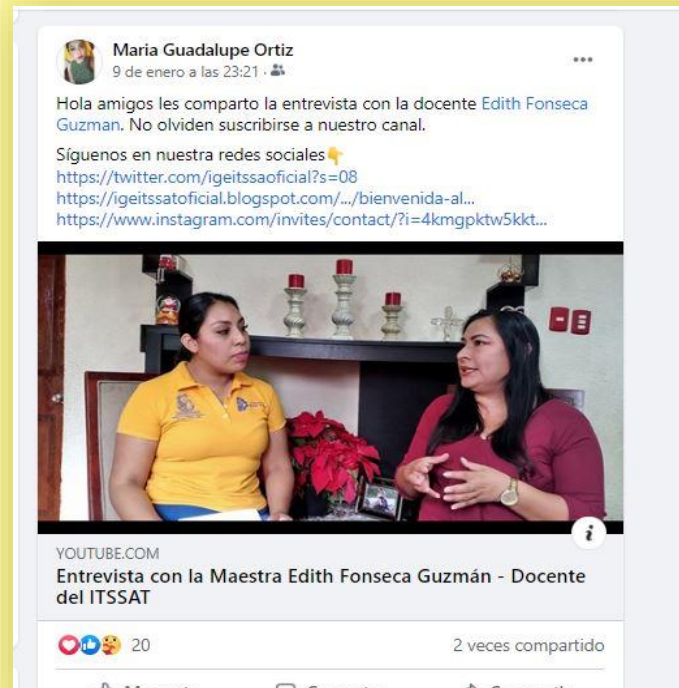 Maria Guadalupe Ortiz
9 de enero a las 23:21 ·
Hola amigos les comparto la entrevista con la docente Edith Fonseca
Guzman. No olviden suscribirse a nuestro canal.
Síguenos en nuestra redes sociales👇
https://twitter.com/igeitssaoficial?s=08
https://igeitssatoficial.blogspot.com/.../bienvenida-al...
https://www.instagram.com/invites/contact/?i=4kmgpktw5kkt...
i
YOUTUBE.COM
Entrevista con la Maestra Edith Fonseca Guzmán - Docente
del ITSSAT
20
2 veces compartido